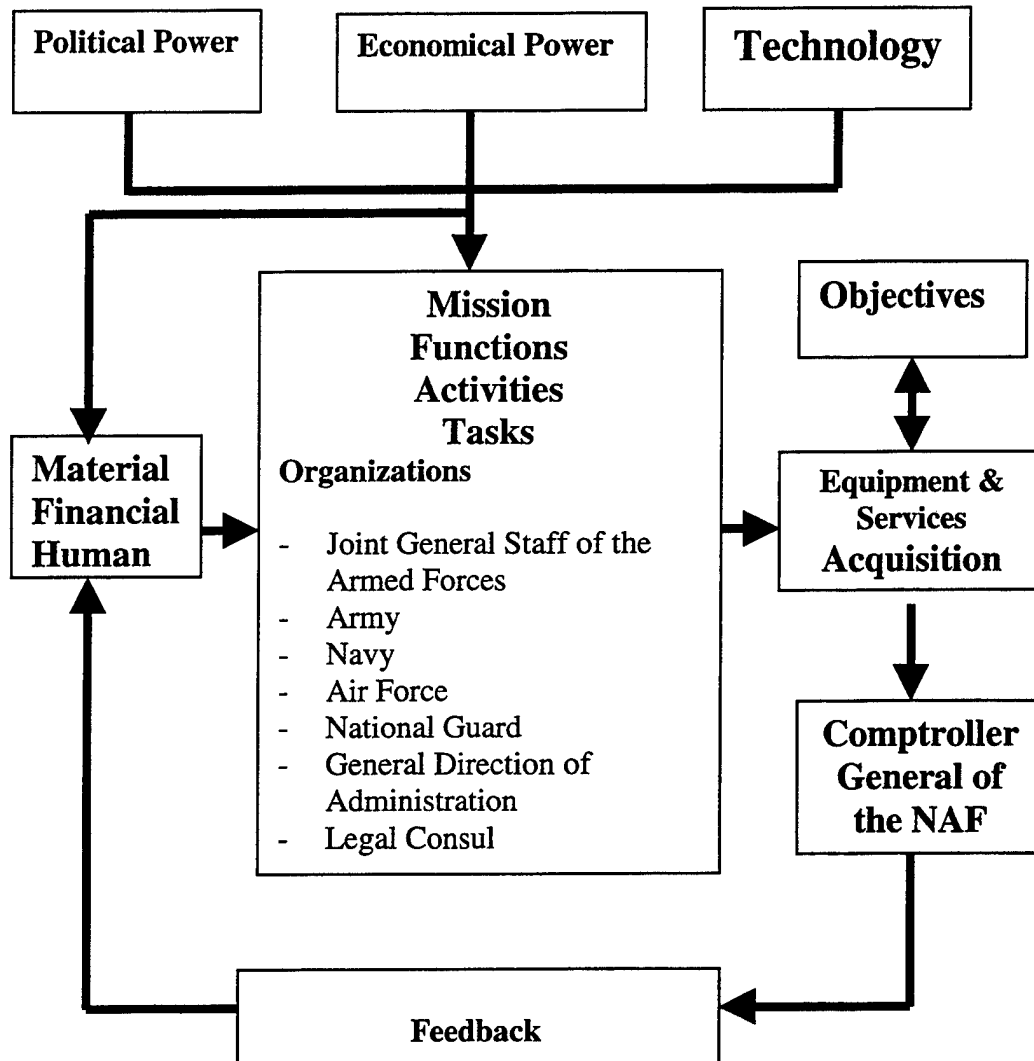 Political Power
Economical Power
Technology
Mission
Functions
Activities
Tasks
Organizations
- Joint General Staff of the
Armed Forces
- Army
- Navy
- Air Force
- National Guard
- General Direction of
Administration
- Legal Consul
Objectives
Material
Financial
Human
Equipment &
Services
Acquisition
Comptroller
General of
the NAF
Feedback